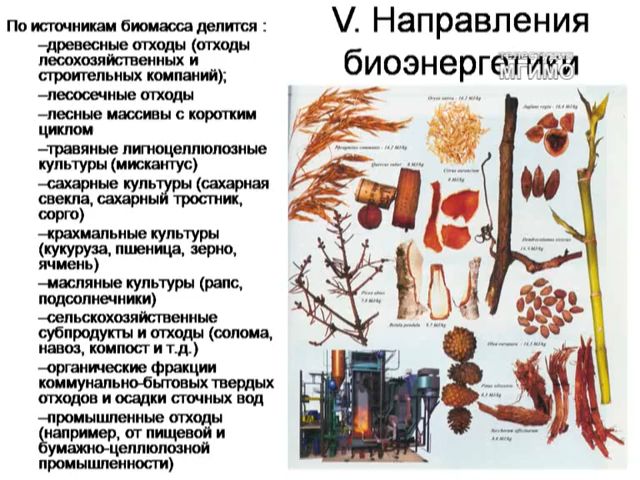 V. Направления
биоэнергетики
МГИМО
По источникам биомасса делится :
–древесные отходы (отходы
лесохозяйственных и
строительных компаний);
–лесосечные отходы
–лесные массивы с коротким
циклом
–травяные лигноцеллюлозные
культуры (мискантус)
–сахарные культуры (сахарная
свекла, сахарный тростник,
сорго)
–крахмальные культуры
(кукуруза, пшеница, зерно,
ячмень)
–масляные культуры (рапс,
подсолнечники)
–сельскохозяйственные
субпродукты и отходы (солома,
навоз, компост и т.д.)
–органические фракции
коммунально-бытовых твердых
отходов и осадки сточных вод
–промышленные отходы
(например, от пищевой и
бумажно-целлюлозной
промышленности)